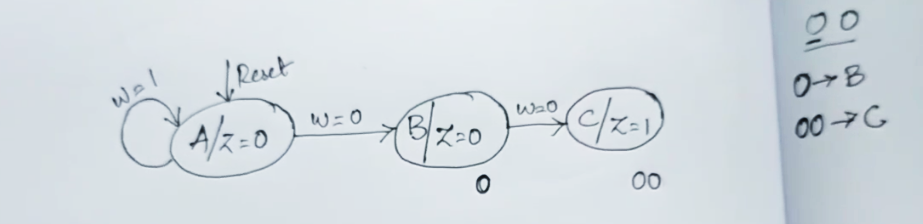 w=1
Reset
A/z=0
w=0
B/z=0
w=0
C/z=1
0
00
00
0→B
00→C